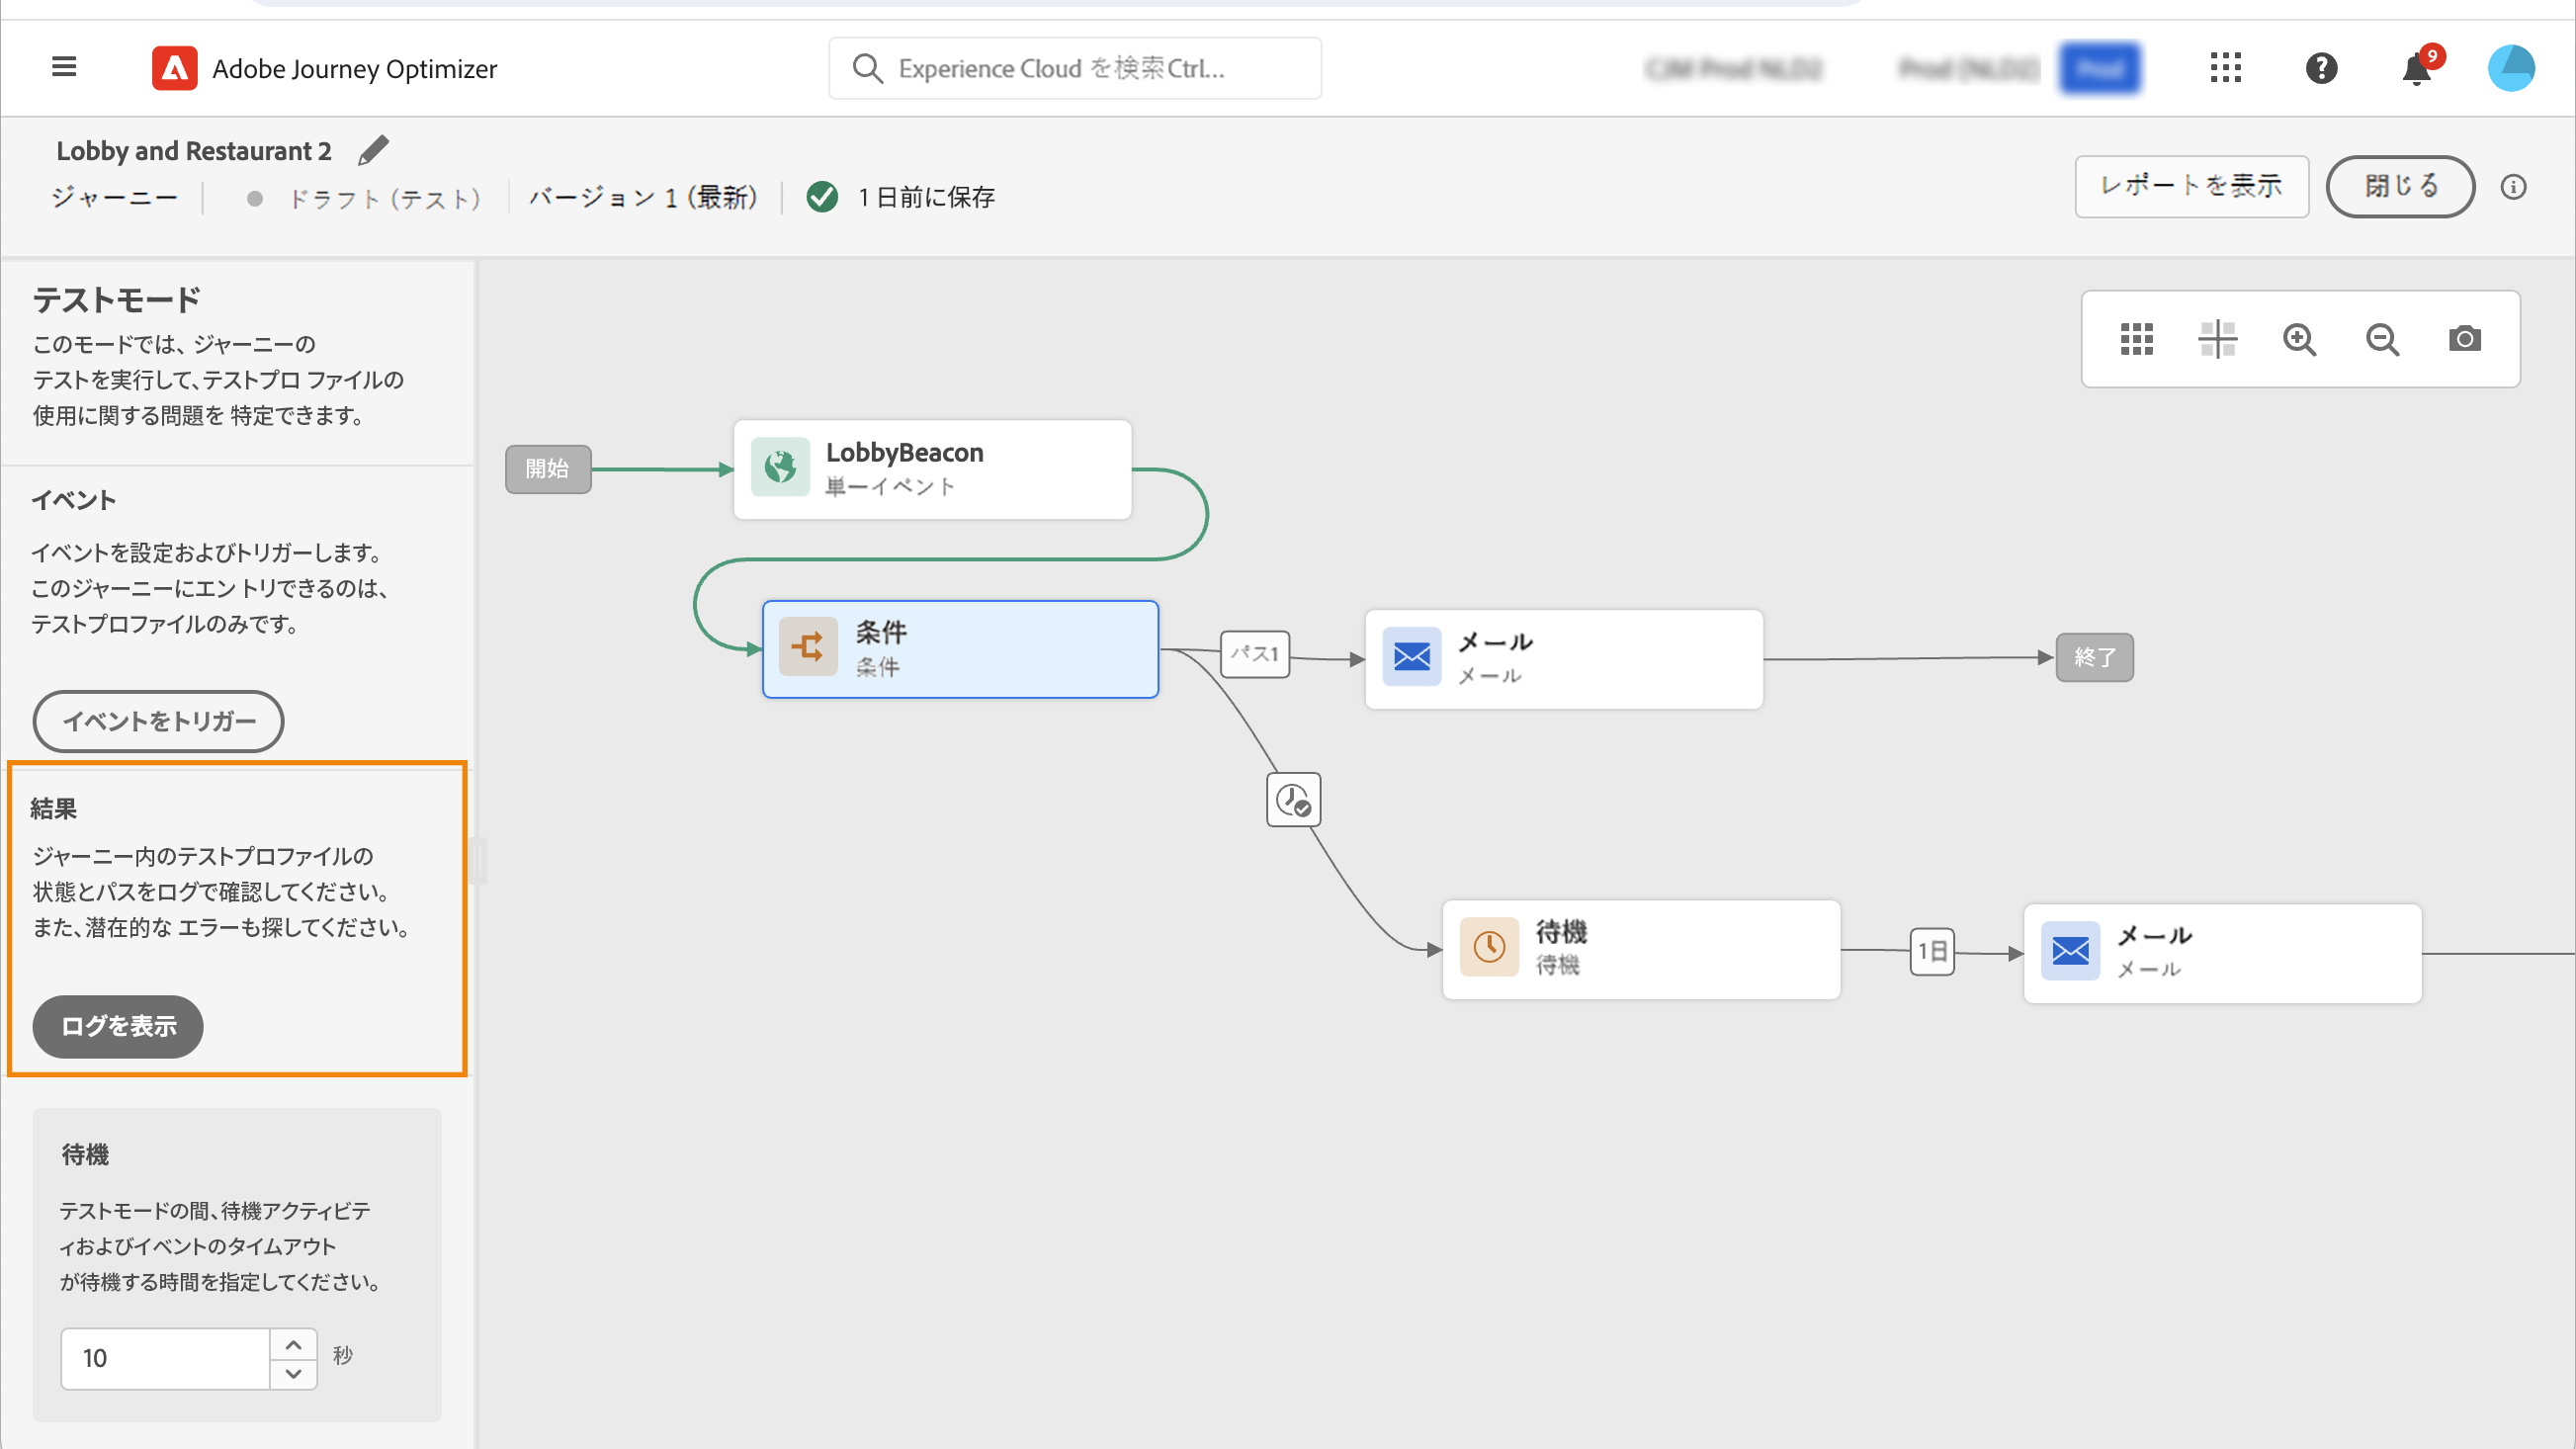 Adobe Journey Optimizer
Experience Cloud を検索Ctrl...
9
Lobby and Restaurant 2
ジャーニー
ドラフト (テスト)
バージョン 1 (最新)
1 日前に保存
レポートを表示
閉じる
テストモード
このモードでは、ジャーニーの
テストを実行して、テストプロ ファイルの
使用に関する問題を 特定できます。
イベント
イベントを設定およびトリガーします。
このジャーニーにエン トリできるのは、
テストプロファイルのみです。
イベントをトリガー
結果
ジャーニー内のテストプロファイルの
状態とパスをログで確認してください。
また、潜在的な エラーも探してください。
ログを表示
待機
テストモードの間、待機アクティビテ
ィおよびイベントのタイムアウト
が待機する時間を指定してください。
10
秒
開始
LobbyBeacon
単一イベント
条件
条件
パス1
メール
メール
終了
待機
待機
1日
メール
メール